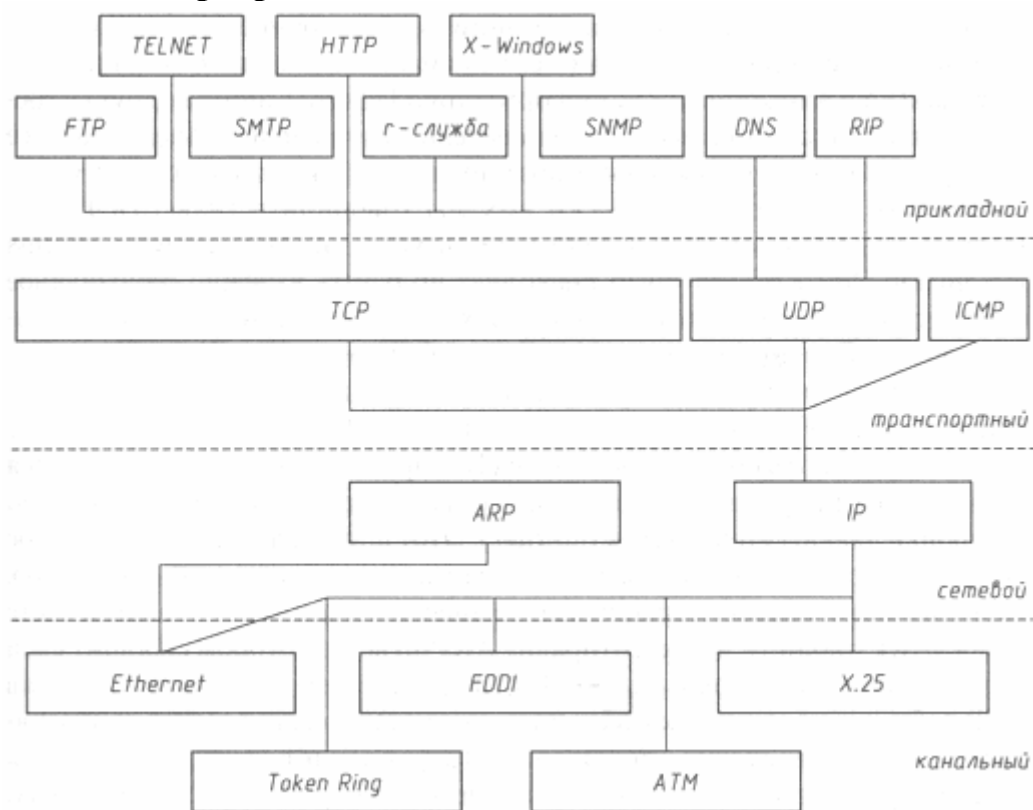 TELNET HTTP X-Windows
FTP SMTP r-служба SNMP DNS RIP
прикладной
TCP UDP ICMP
транспортный
ARP IP
сетевой
Ethernet FDDI X.25
канальный
Token Ring ATM